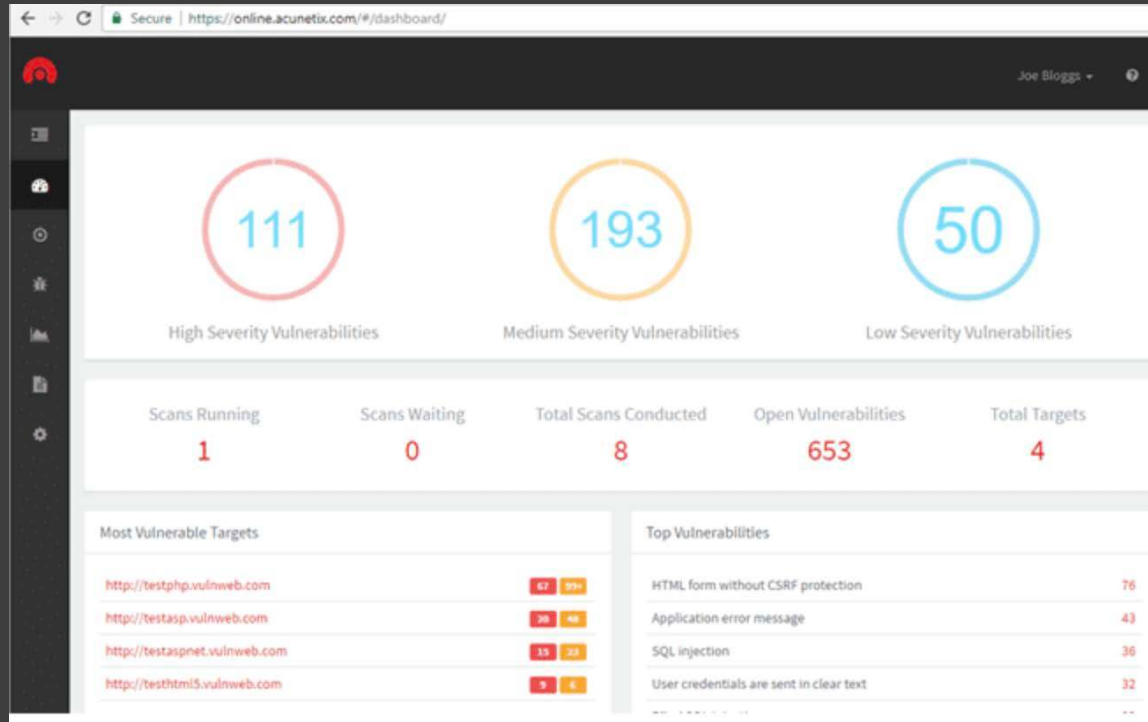 Secure | https://online.acunetix.com/#/dashboard/
Joe Bloggs
111 193 50
High Severity Vulnerabilities Medium Severity Vulnerabilities Low Severity Vulnerabilities
Scans Running Scans Waiting Total Scans Conducted Open Vulnerabilities Total Targets
1 0 8 653 4
Most Vulnerable Targets
http://testphp.vulnweb.com 67 99+
http://testasp.vulnweb.com 48
http://testaspnet.vulnweb.com 15 23
http://testhtml5.vulnweb.com 9 6
Top Vulnerabilities
HTML form without CSRF protection 76
Application error message 43
SQL injection 36
User credentials are sent in clear text 32